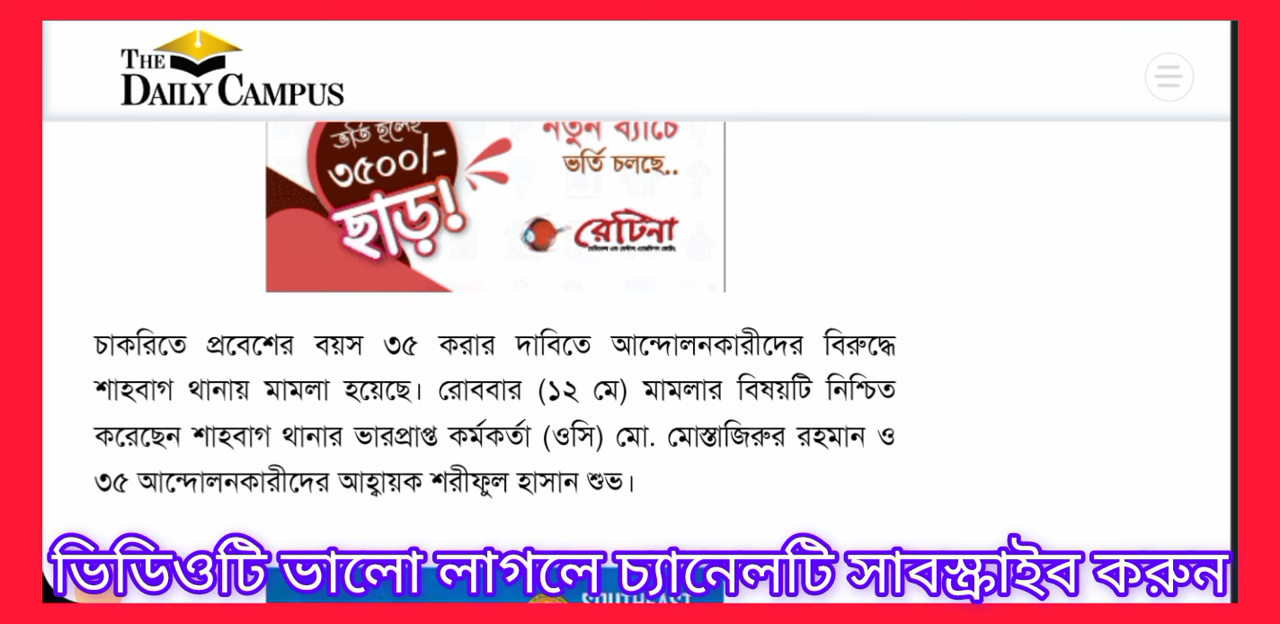 THE
DAILY CAMPUS
ভর্তি হলেই
৩৫০০/-
ছাড়!
নতুন ব্যাচে
ভর্তি চলছে..
রেটিনা
চাকরিতে প্রবেশের বয়স ৩৫ করার দাবিতে আন্দোলনকারীদের বিরুদ্ধে
শাহবাগ থানায় মামলা হয়েছে। রোববার (১২ মে) মামলার বিষয়টি নিশ্চিত
করেছেন শাহবাগ থানার ভারপ্রাপ্ত কর্মকর্তা (ওসি) মো. মোস্তাজিরুর রহমান ও
৩৫ আন্দোলনকারীদের আহ্বায়ক শরীফুল হাসান শুভ।
ভিডিওটি ভালো লাগলে চ্যানেলটি সাবস্ক্রাইব করুন
SOUTHEAST